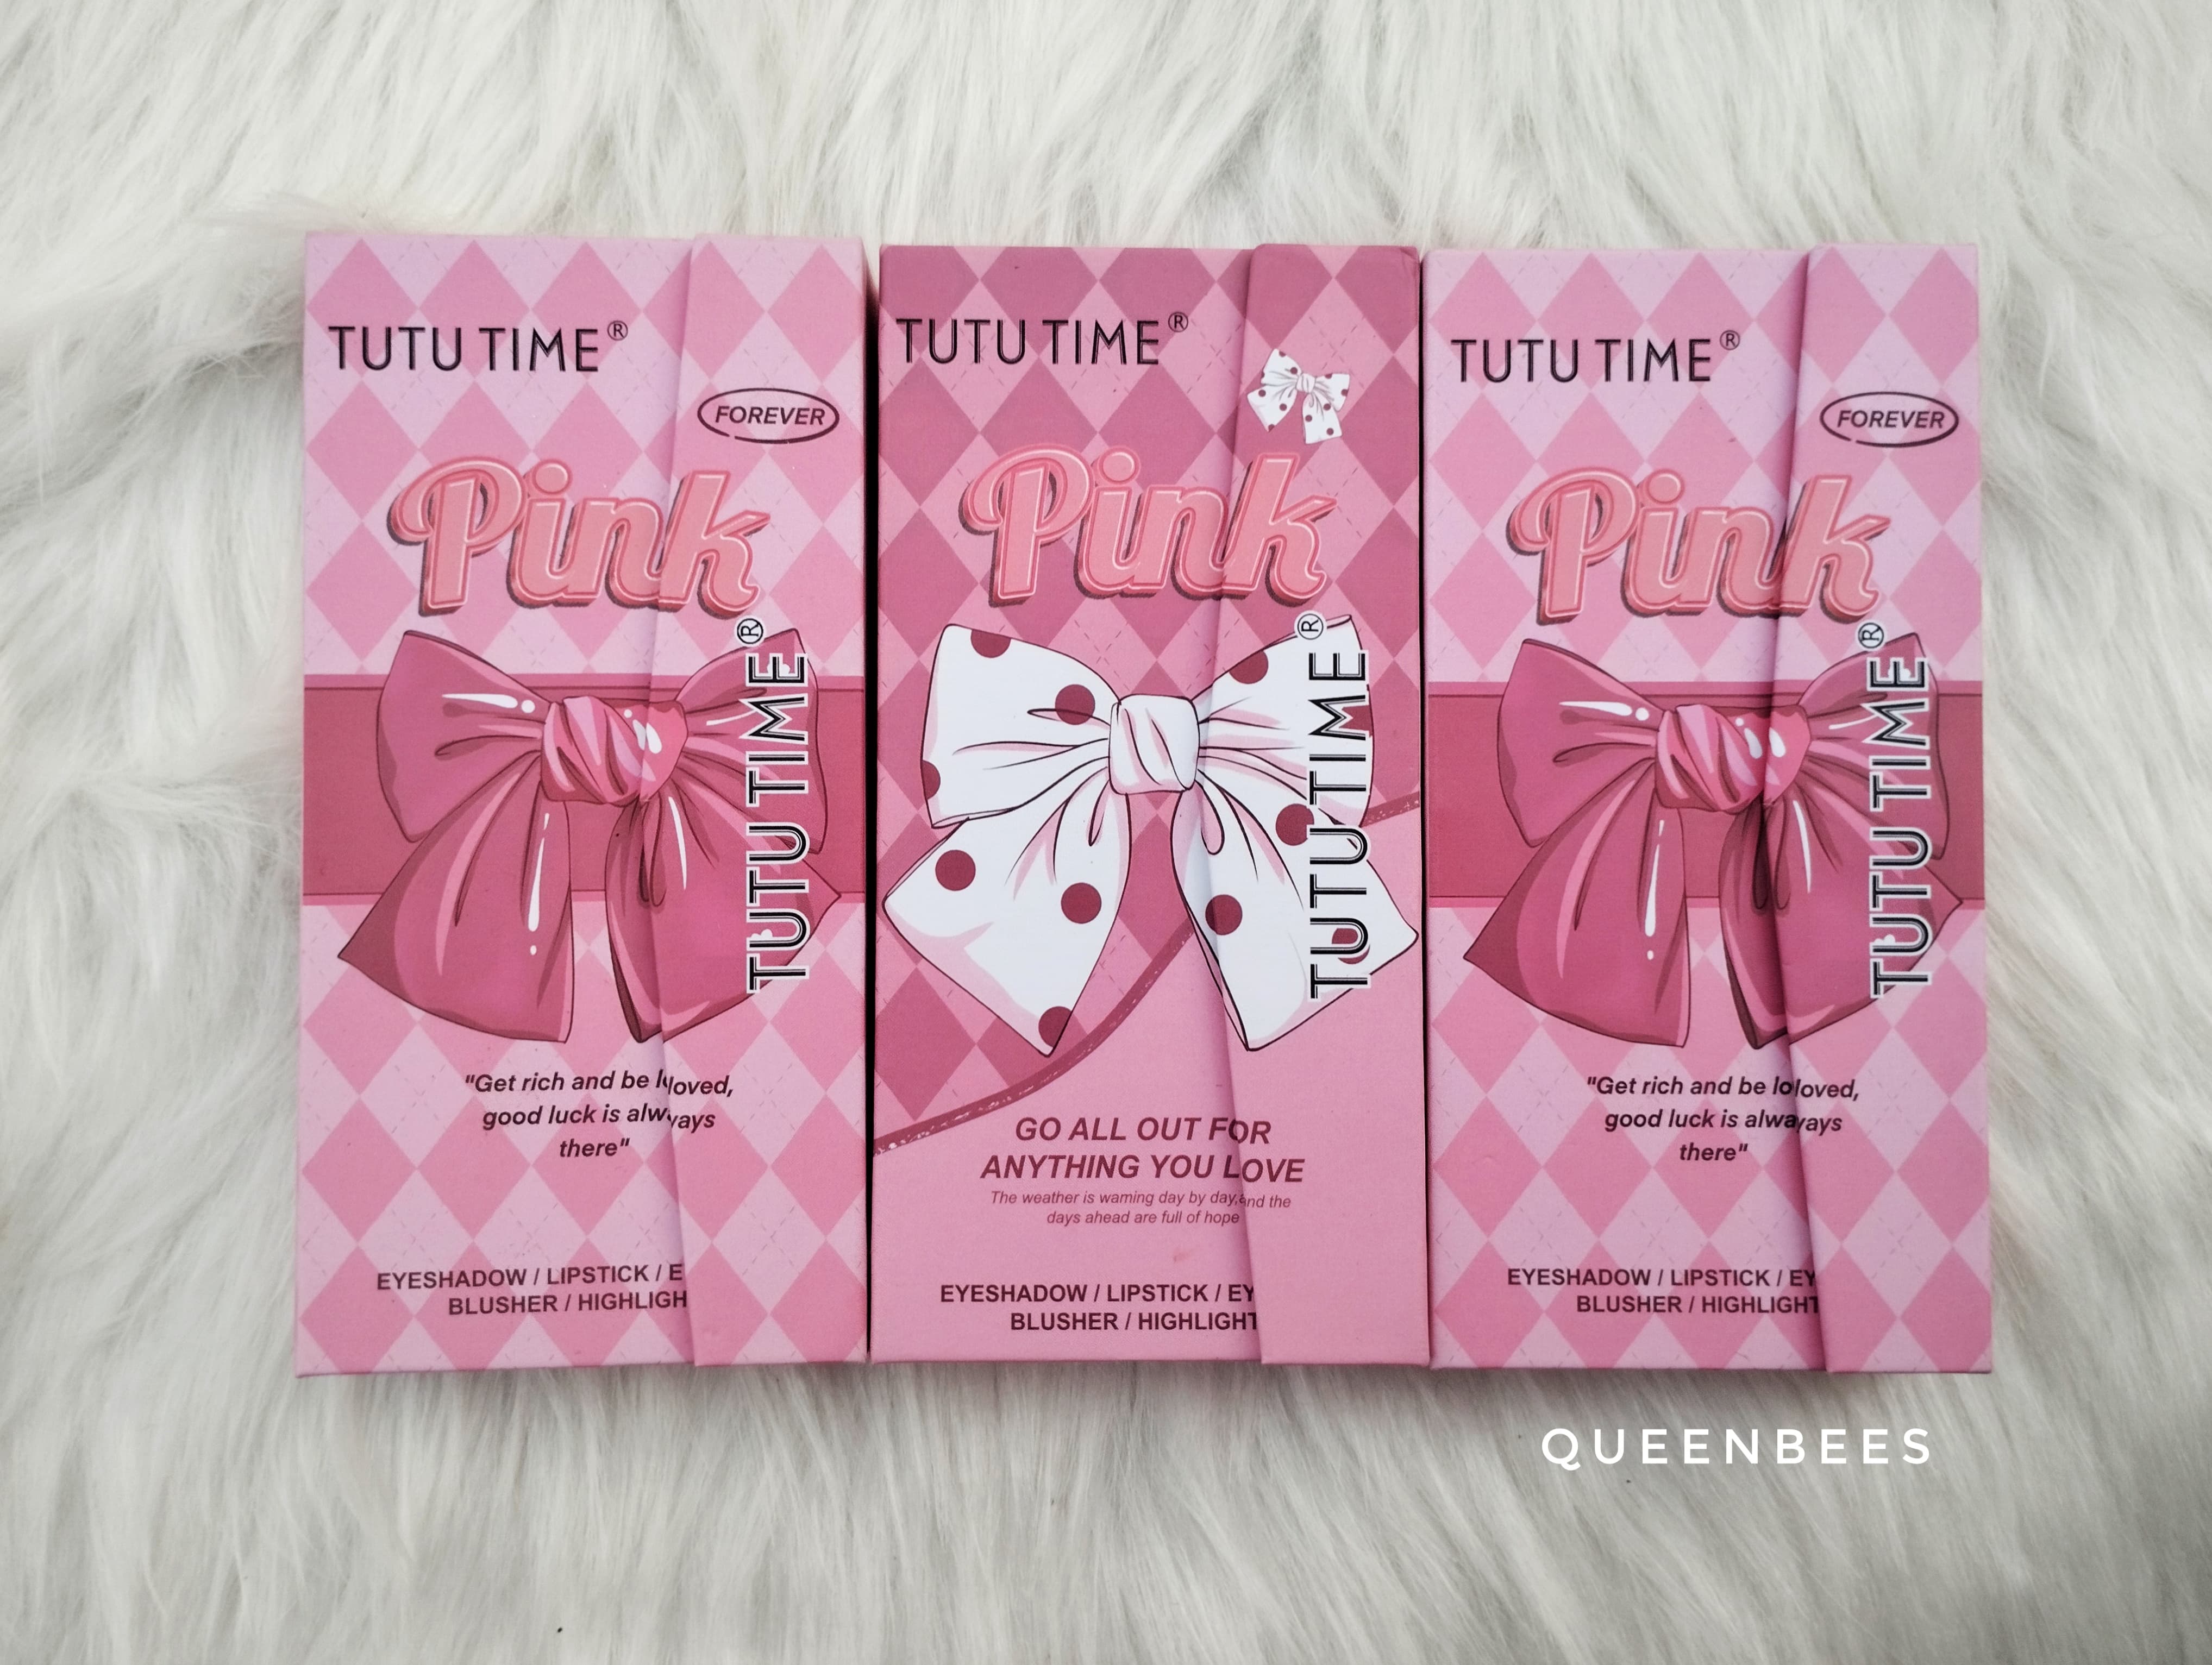 TUTU TIME®
FOREVER
Pink
TUTU TIME®
"Get rich and be loloved,
good luck is alwayays
there"
EYESHADOW / LIPSTICK / E
BLUSHER / HIGHLIGH
TUTU TIME®
Pink
TUTU TIME®
GO ALL OUT FOR
ANYTHING YOU LOVE
The weather is waming day by day,and the
days ahead are full of hope
EYESHADOW / LIPSTICK / EY
BLUSHER / HIGHLIGHT
TUTU TIME®
FOREVER
Pink
TUTU TIME®
"Get rich and be loloved,
good luck is alwayays
there"
EYESHADOW / LIPSTICK / EY
BLUSHER / HIGHLIGHT
QUEENBEES